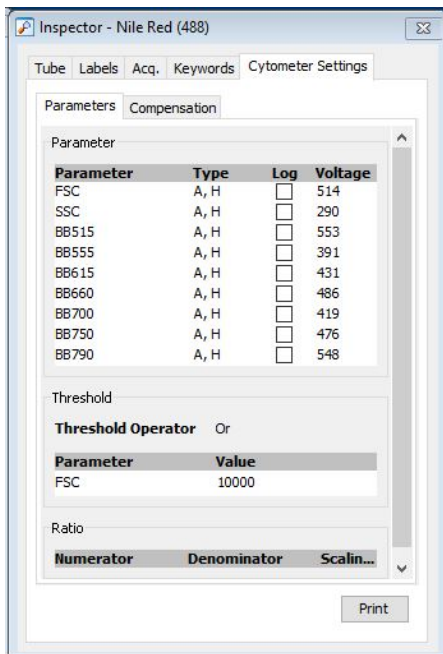 Inspector - Nile Red (488)
Tube Labels Acq. Keywords Cytometer Settings
Parameters Compensation
Parameter
Parameter Type Log Voltage
FSC A, H 514
SSC A, H 290
BB515 A, H 553
BB555 A, H 391
BB615 A, H 431
BB660 A, H 486
BB700 A, H 419
BB750 A, H 476
BB790 A, H 548
Threshold
Threshold Operator Or
Parameter Value
FSC 10000
Ratio
Numerator Denominator Scalin...
Print